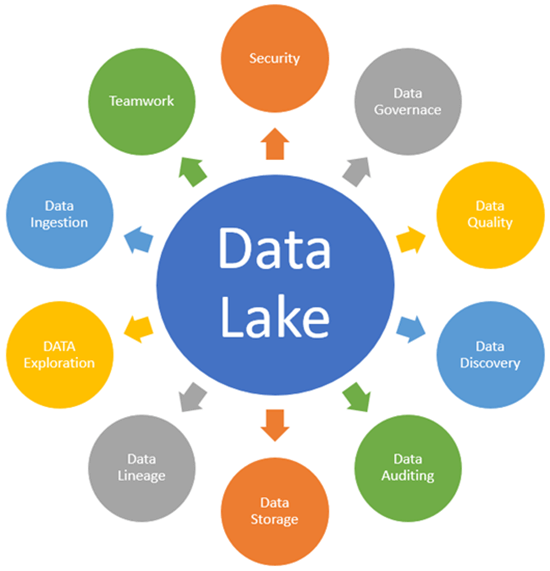 Security
Data
Governace
Data
Quality
Data
Discovery
Data
Auditing
Data
Storage
Data
Lineage
DATA
Exploration
Data
Ingestion
Teamwork
Data
Lake